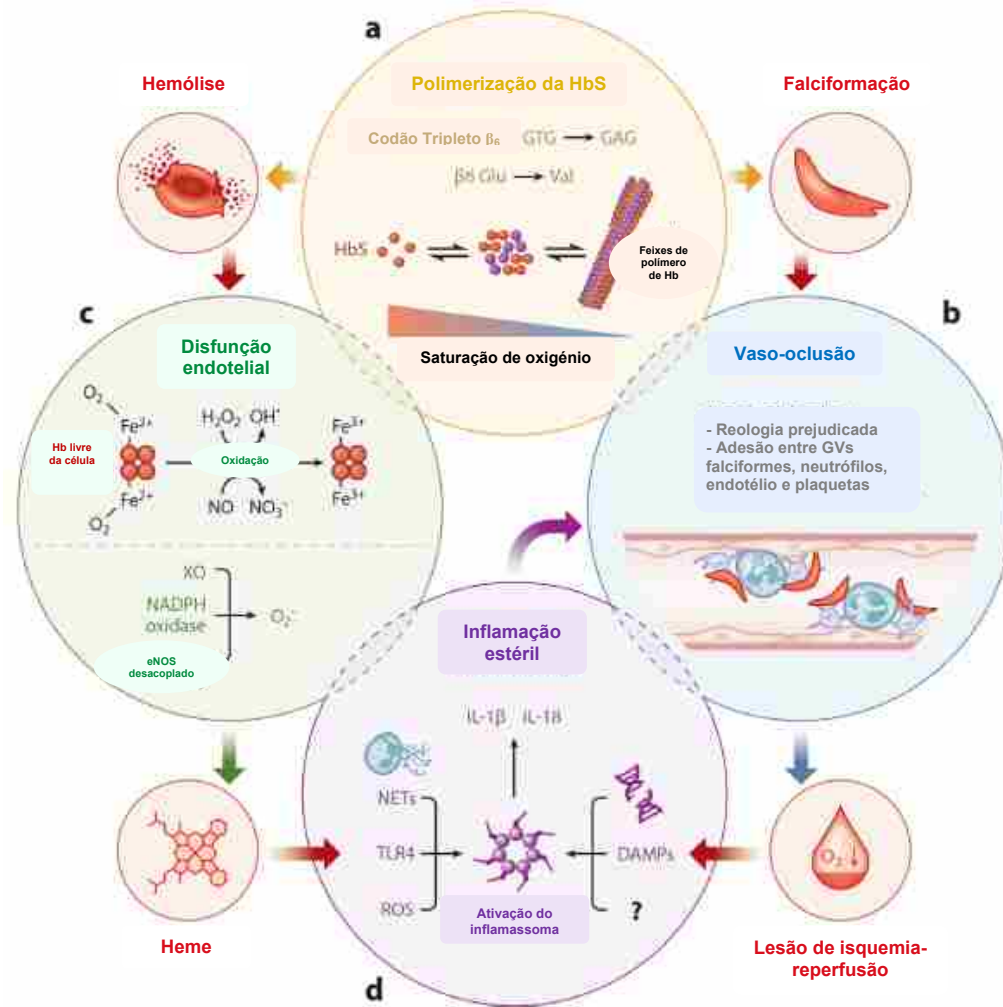 a
Hemólise
Polimerização da HbS
Falciformação
Codão Tripleto β₆ GTG → GAG
β6 Glu → Val
HbS
Feixes de
polímero
de Hb
Saturação de oxigénio
c
Disfunção
endotelial
O₂
Fe²⁺
H₂O₂ OH•
Fe³⁺
Hb livre
da célula
Oxidação
Fe²⁺
O₂
NO NO₃⁻
Fe³⁺
XO
NADPH
oxidase
O₂•⁻
eNOS
desacoplado
b
Vaso-oclusão
- Reologia prejudicada
- Adesão entre GVs
falciformes, neutrófilos,
endotélio e plaquetas
Inflamação
estéril
IL-1β IL-18
NETs
TLR4
ROS
DAMPs
?
Ativação do
inflamassoma
Heme
O₂
Lesão de isquemia-
reperfusão
d